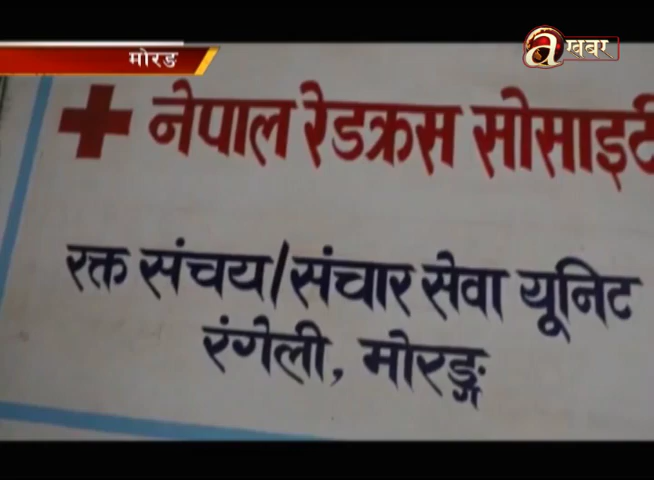 मोरङ
a खबर
नेपाल रेडक्रस सोसाइटी
रक्त संचय/संचार सेवा यूनिट
रंगेली, मोरङ्ग